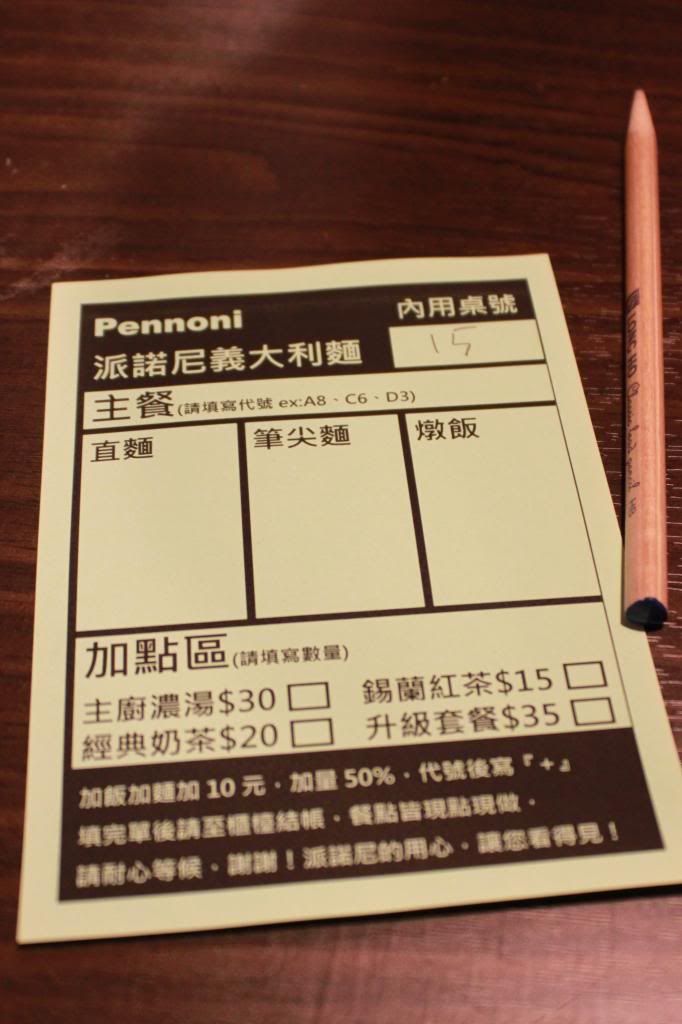 Pennoni
派諾尼義大利麵
內用桌號
15
主餐(請填寫代號 ex:A8、C6、D3)
直麵
筆尖麵
燉飯
加點區(請填寫數量)
主廚濃湯$30
錫蘭紅茶$15
經典奶茶$20
升級套餐$35
加飯加麵加 10 元．加量 50%．代號後寫『+』
填完單後請至櫃檯結帳．餐點皆現點現做．
請耐心等候．謝謝！派諾尼的用心．讓您看得見！